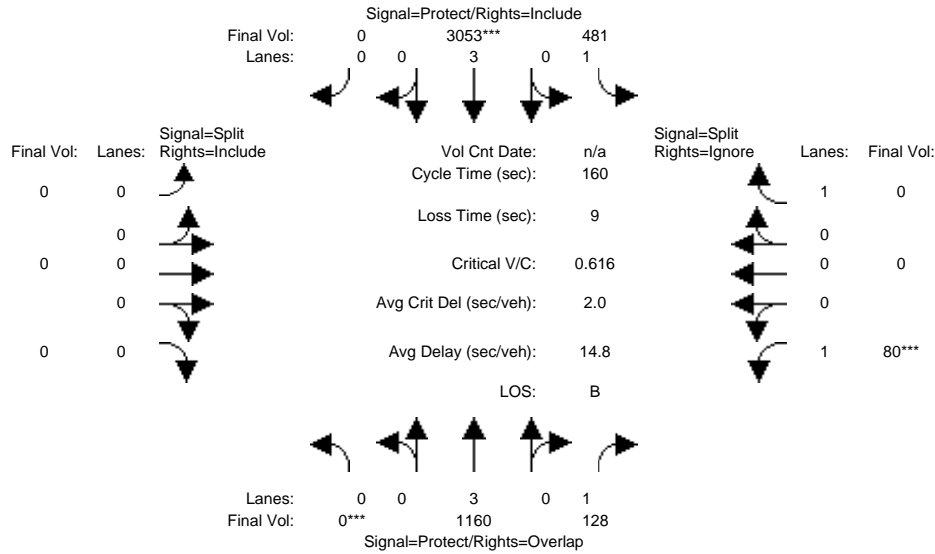 Signal=Protect/Rights=Include
Final Vol: 0 3053*** 481
Lanes: 0 0 3 0 1
Signal=Split Signal=Split
Final Vol: Lanes: Rights=Include Vol Cnt Date: n/a Rights=Ignore Lanes: Final Vol:
Cycle Time (sec): 160
0 0 1 0
Loss Time (sec): 9
0 0
0 0 Critical V/C: 0.616 0 0
0 Avg Crit Del (sec/veh): 2.0 0
0 0 Avg Delay (sec/veh): 14.8 1 80***
LOS: B
Lanes: 0 0 3 0 1
Final Vol: 0*** 1160 128
Signal=Protect/Rights=Overlap